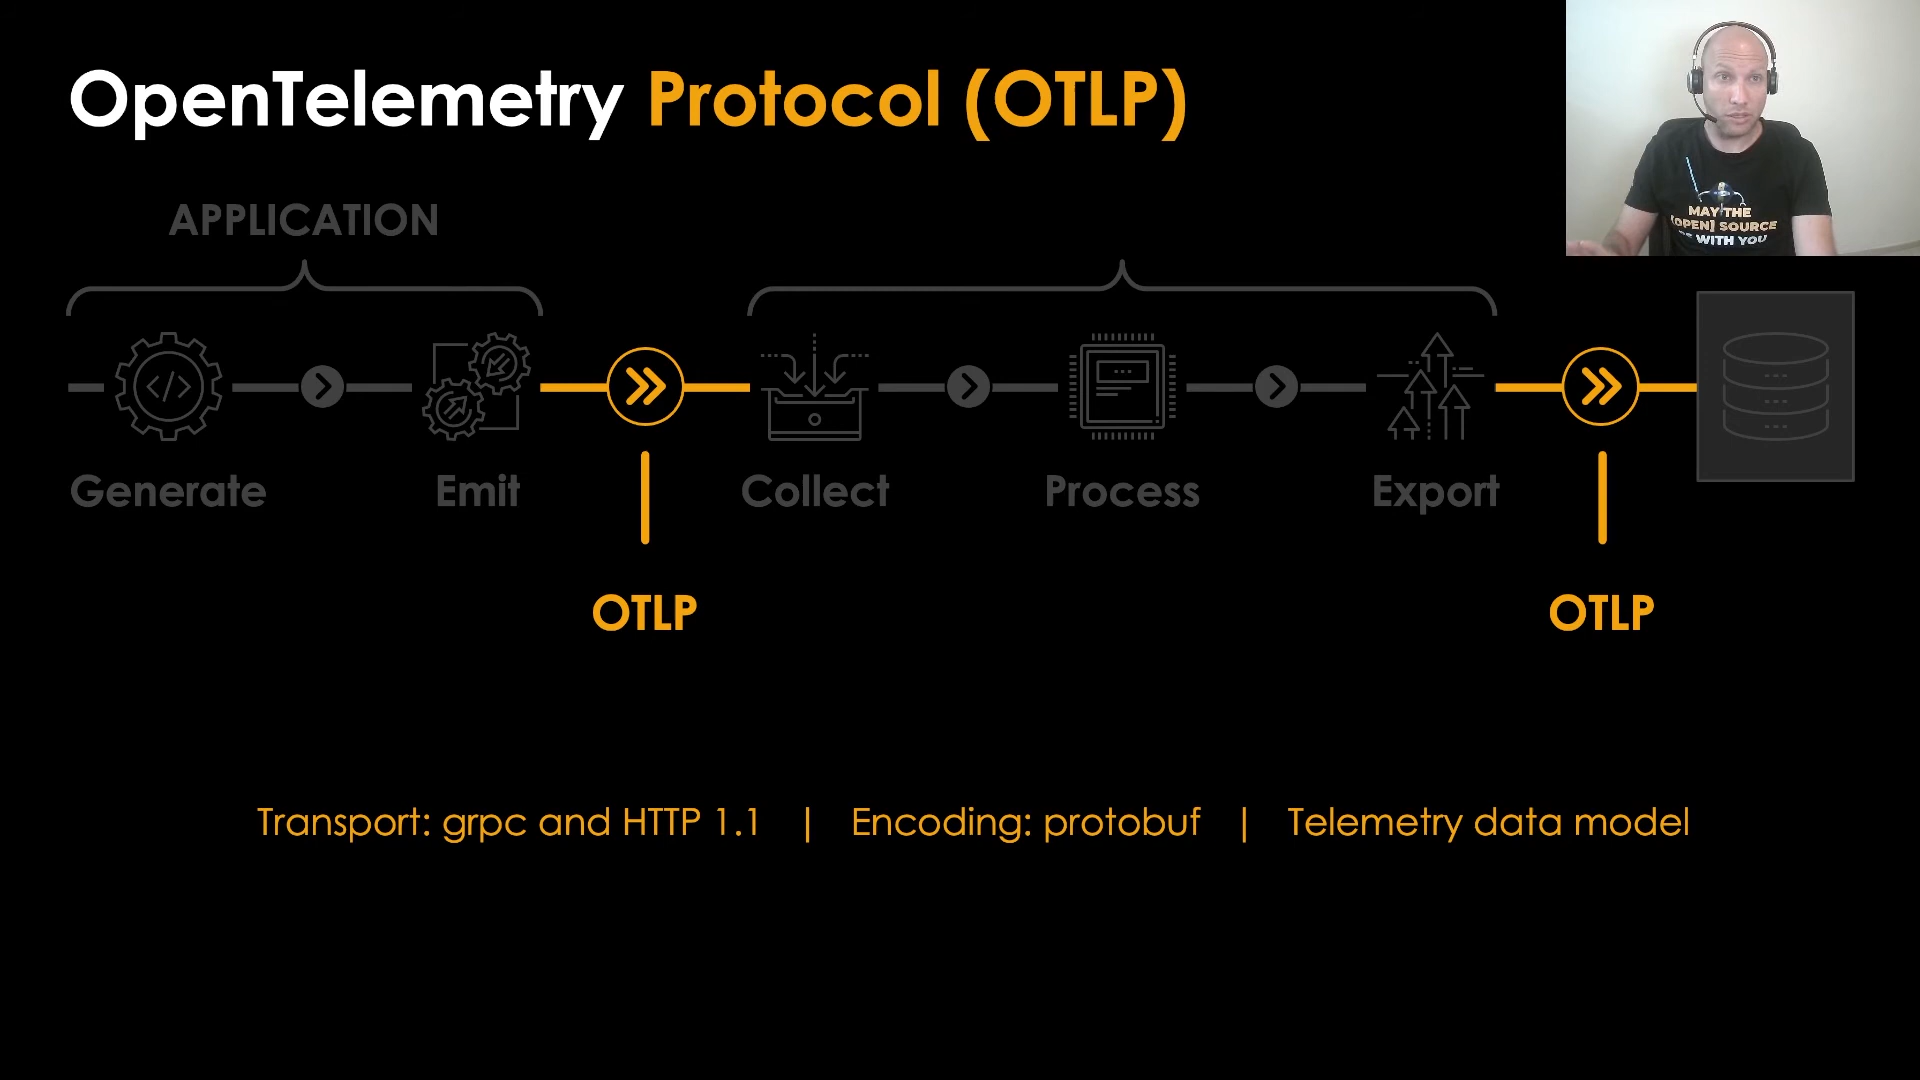 OpenTelemetry Protocol (OTLP)
MAY THE
[OPEN] SOURCE
BE WITH YOU
APPLICATION
Generate
Emit
Collect
Process
Export
OTLP
OTLP
Transport: grpc and HTTP 1.1 | Encoding: protobuf | Telemetry data model